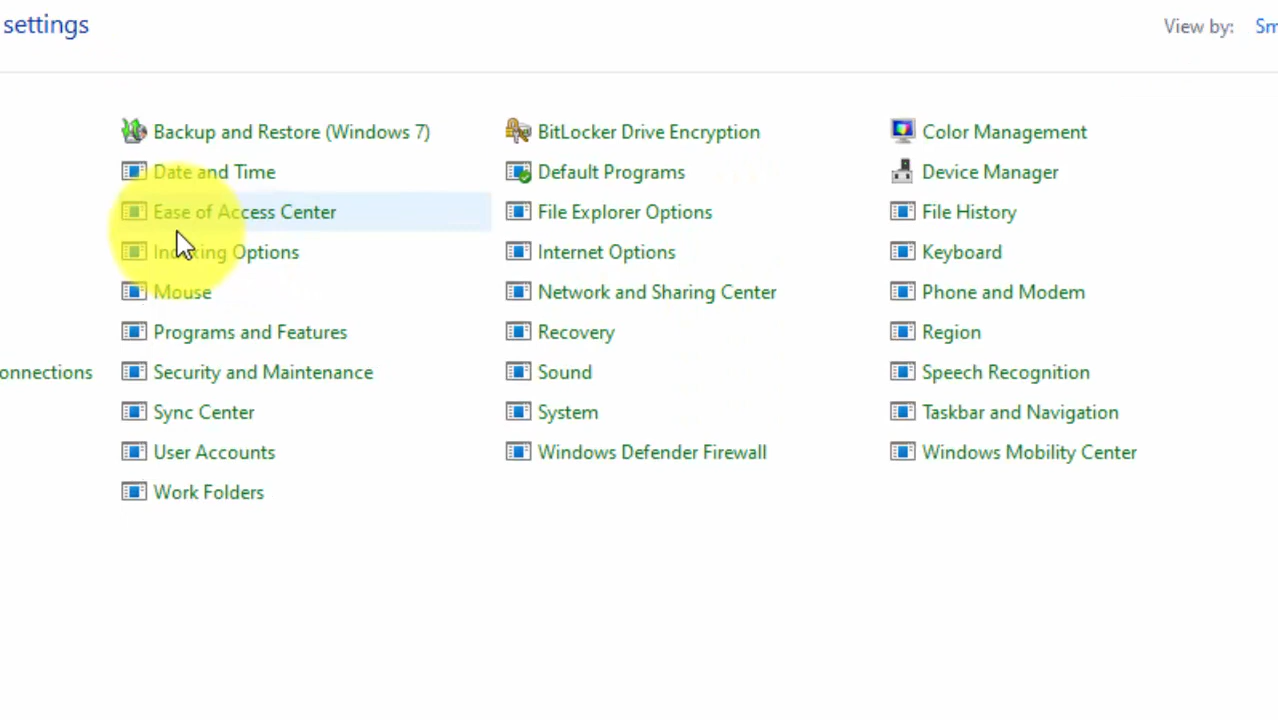 settings
View by: Sm
Backup and Restore (Windows 7) BitLocker Drive Encryption Color Management
Date and Time Default Programs Device Manager
Ease of Access Center File Explorer Options File History
Indexing Options Internet Options Keyboard
Mouse Network and Sharing Center Phone and Modem
Programs and Features Recovery Region
onnections Security and Maintenance Sound Speech Recognition
Sync Center System Taskbar and Navigation
User Accounts Windows Defender Firewall Windows Mobility Center
Work Folders